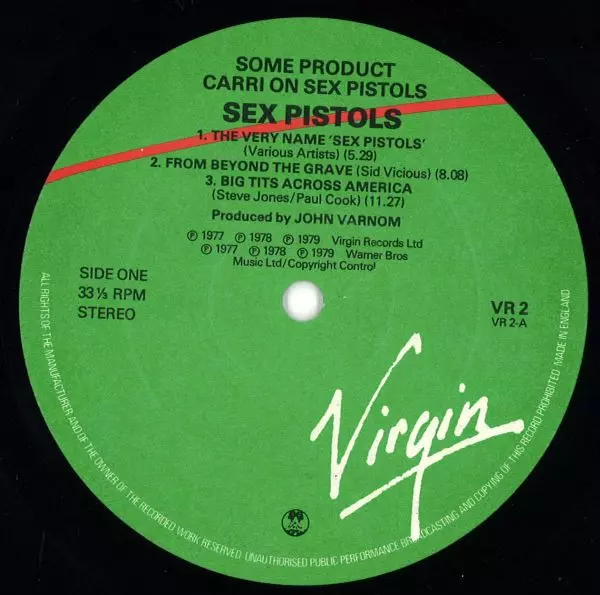 SOME PRODUCT
CARRI ON SEX PISTOLS
SEX PISTOLS
1. THE VERY NAME 'SEX PISTOLS'
(Various Artists) (5.29)
2. FROM BEYOND THE GRAVE (Sid Vicious) (8.08)
3. BIG TITS ACROSS AMERICA
(Steve Jones/Paul Cook) (11.27)
Produced by JOHN VARNOM
Ⓟ 1977 Ⓟ 1978 Ⓟ 1979 Virgin Records Ltd
Ⓟ 1977 Ⓟ 1978 Ⓟ 1979 Warner Bros
Music Ltd/Copyright Control
SIDE ONE
33⅓ RPM
STEREO
VR 2
VR 2-A
Virgin
ALL RIGHTS OF THE MANUFACTURER AND OF THE OWNER OF THE RECORDED WORK RESERVED. UNAUTHORISED PUBLIC PERFORMANCE BROADCASTING AND COPYING OF THIS RECORD PROHIBITED. MADE IN ENGLAND